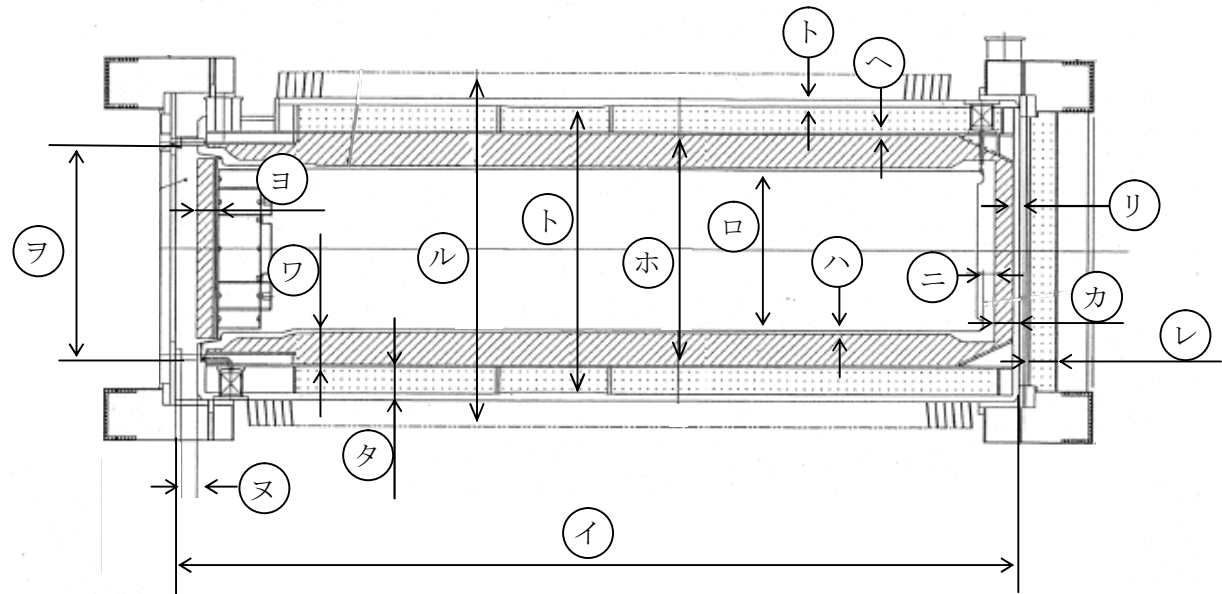 ト
ヘ
ヨ
リ
ヲ
ワ
ル
ト
ホ
ロ
ハ
ニ
カ
レ
タ
ヌ
イ